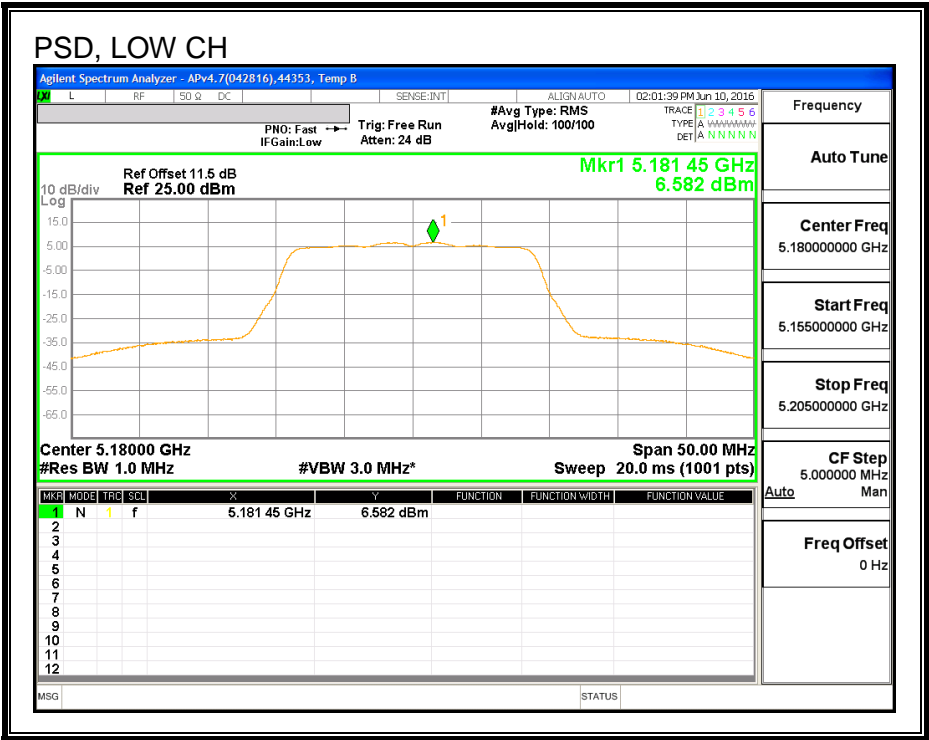 PSD, LOW CH
Agilent Spectrum Analyzer - APv4.7(042816),44353, Temp B
LXI L RF 50 Ω DC SENSE:INT ALIGN AUTO 02:01:39 PM Jun 10, 2016
PNO: Fast
IFGain:Low
Trig: Free Run
Atten: 24 dB
#Avg Type: RMS
Avg|Hold: 100/100
TRACE 1 2 3 4 5 6
TYPE A WWWWW
DET A N N N N N
Mkr1 5.181 45 GHz
6.582 dBm
Ref Offset 11.5 dB
10 dB/div Ref 25.00 dBm
Log
1
15.0
5.00
-5.00
-15.0
-25.0
-35.0
-45.0
-55.0
-65.0
Center 5.18000 GHz Span 50.00 MHz
#Res BW 1.0 MHz #VBW 3.0 MHz* Sweep 20.0 ms (1001 pts)
MKR MODE TRC SCL X Y FUNCTION FUNCTION WIDTH FUNCTION VALUE
1 N 1 f 5.181 45 GHz 6.582 dBm
2
3
4
5
6
7
8
9
10
11
12
MSG STATUS
Frequency
Auto Tune
Center Freq
5.180000000 GHz
Start Freq
5.155000000 GHz
Stop Freq
5.205000000 GHz
CF Step
5.000000 MHz
Auto Man
Freq Offset
0 Hz